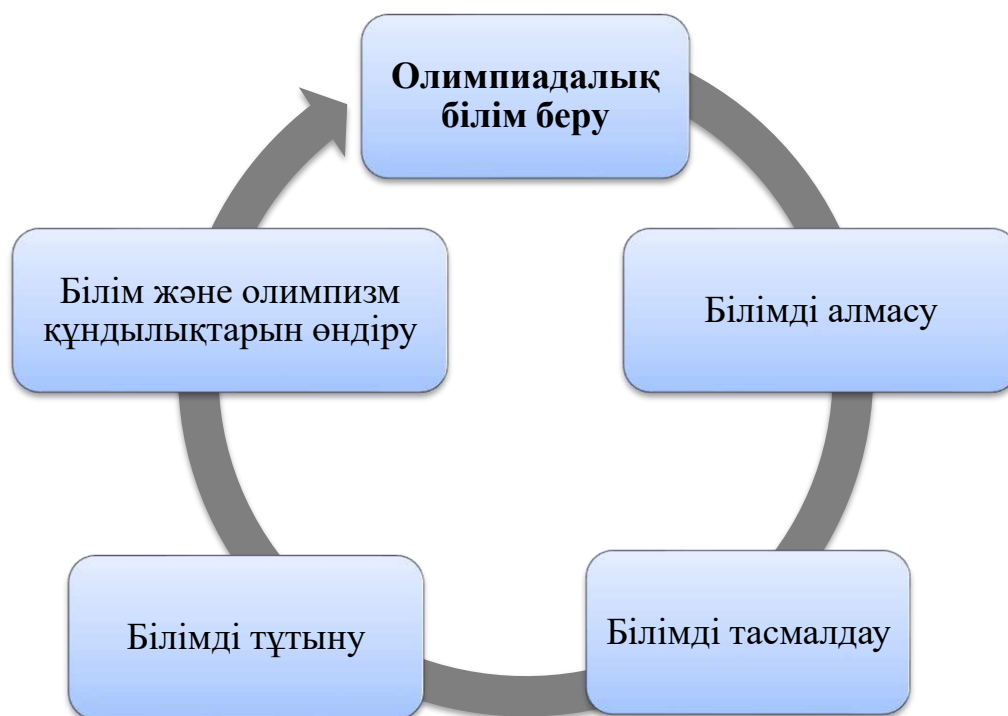 Олимпиадалық
білім беру
Білімді алмасу
Білімді тасмалдау
Білімді тұтыну
Білім және олимпизм
құндылықтарын өндіру